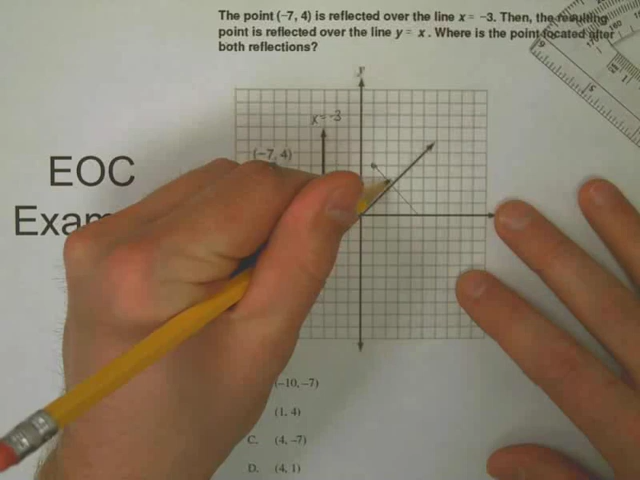 The point (−7, 4) is reflected over the line x = −3. Then, the resulting
point is reflected over the line y = x. Where is the point located after
both reflections?
y
x=-3
(−7, 4)
EOC
(−10, −7)
(1, 4)
C. (4, −7)
D. (4, 1)